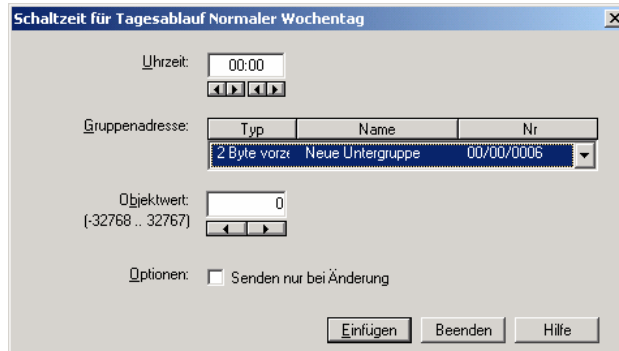 Schaltzeit für Tagesablauf Normaler Wochentag
Uhrzeit: 00:00
Gruppenadresse: Typ Name Nr
2 Byte vorze Neue Untergruppe 00/00/0006
Objektwert: 0
(-32768 .. 32767)
Optionen: Senden nur bei Änderung
Einfügen Beenden Hilfe